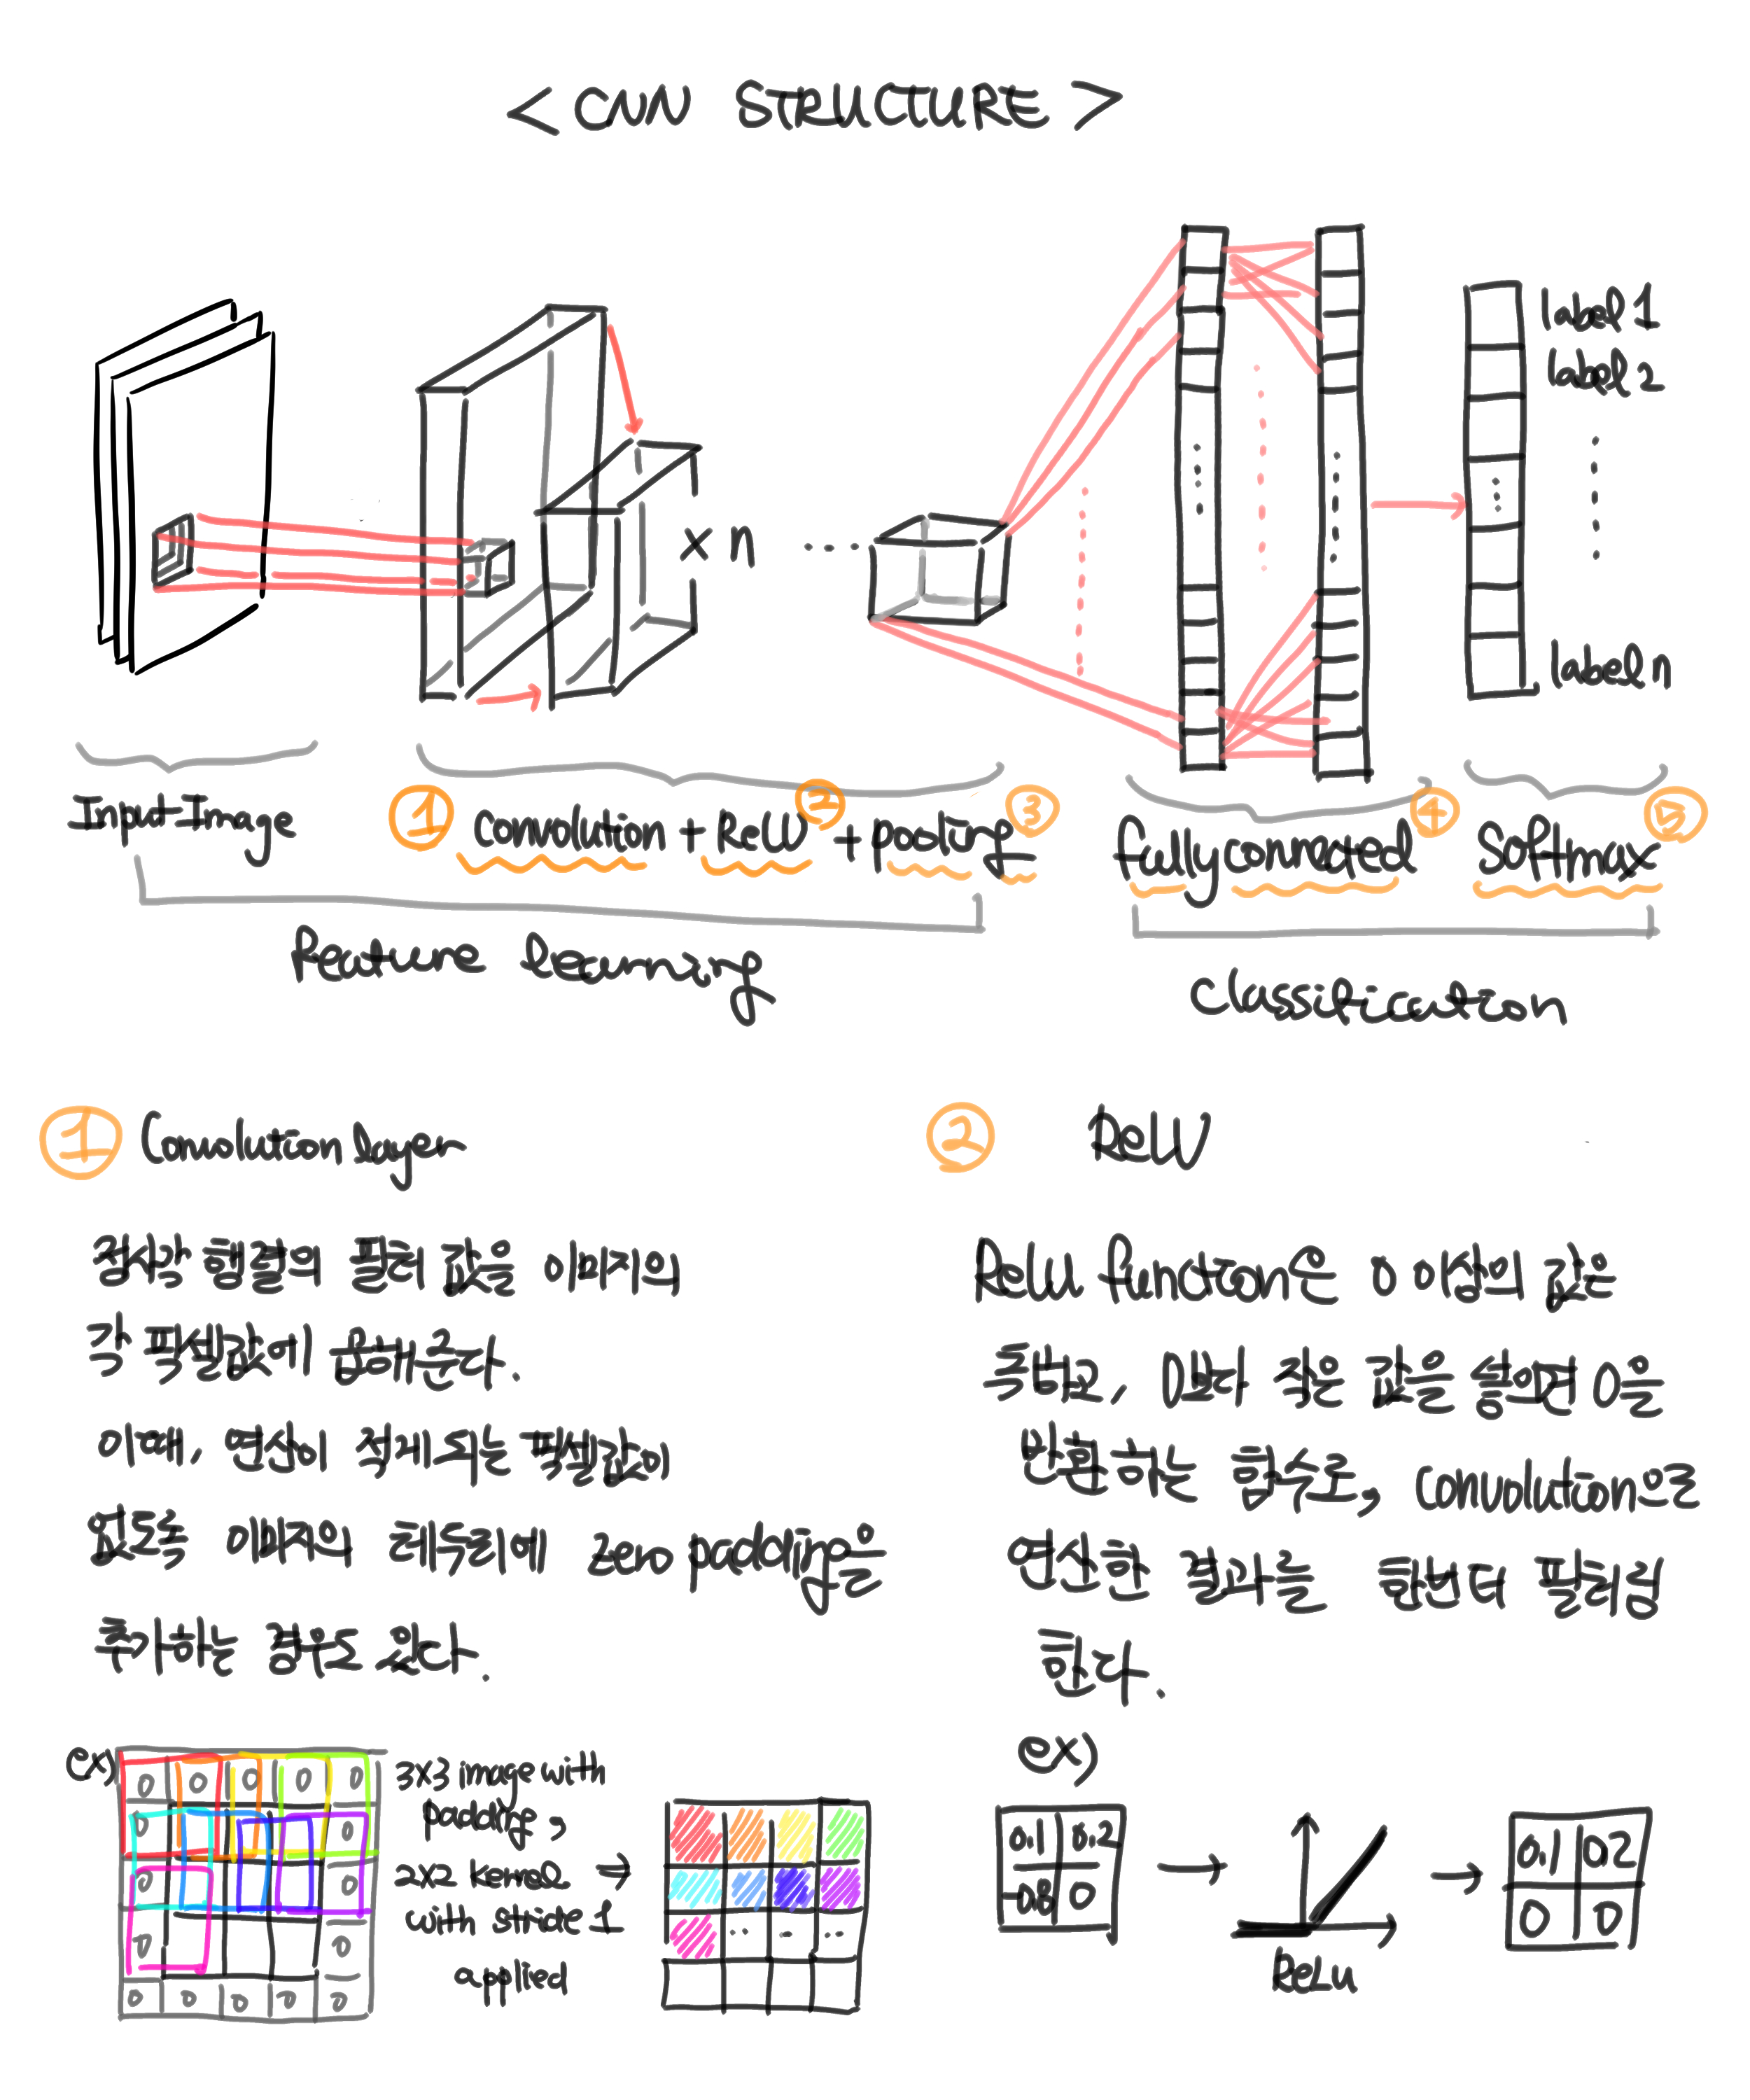 < CNN STRUCTURE >
label 1
label 2
x n
label n
Input Image
① Convolution + ReLU ② + pooling ③
fully connected ④
Softmax ⑤
Feature learning
Classification
① Convolution layer
정사각 행렬의 필터 값을 이미지의
각 픽셀값에 곱해준다.
이때, 연산이 적게 되는 픽셀값이
없도록 이미지의 테두리에 zero padding을
추가하는 경우도 있다.
ex)
0 0 0 0 0
0 0
0 0
0 0
0 0 0 0 0
3x3 image with
padding,
2x2 kernel ⇒
with stride 1
applied
② ReLU
Relu function은 0 이상의 값은
하고, 0보다 작은 값을 넣으면 0을
반환하는 함수로, convolution으로
연산한 결과를 한번 더 필터링
한다.
ex)
0.1 0.2
-0.8 0
ReLu
0.1 0.2
0 0